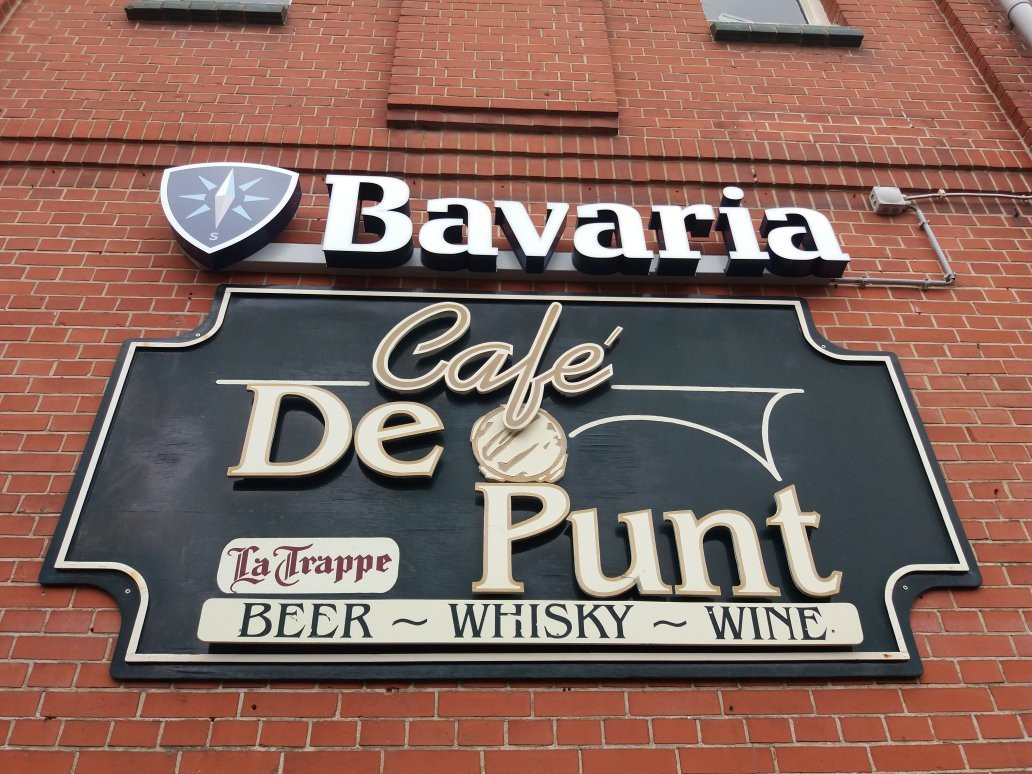 S
Bavaria
Café
De
Punt
La Trappe
BEER ~ WHISKY ~ WINE